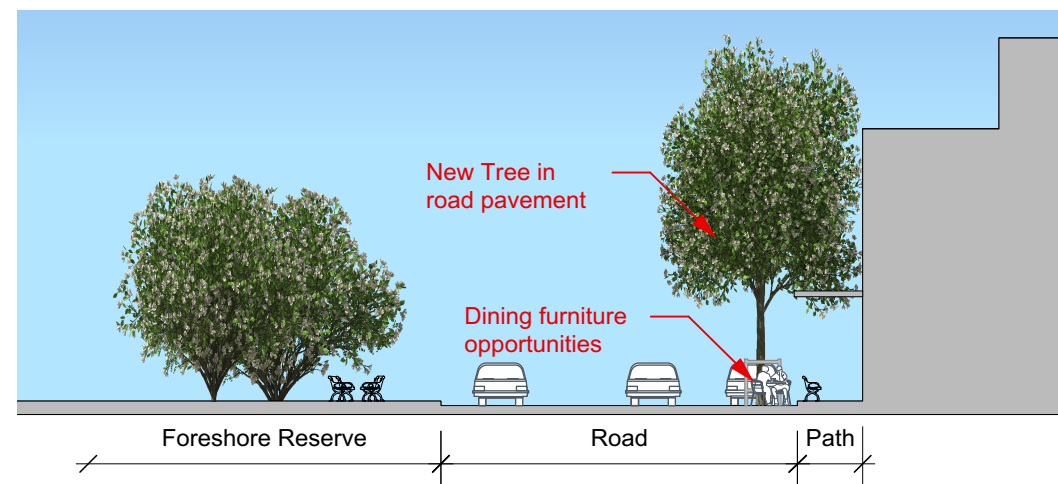 New Tree in
road pavement
Dining furniture
opportunities
Foreshore Reserve
Road
Path